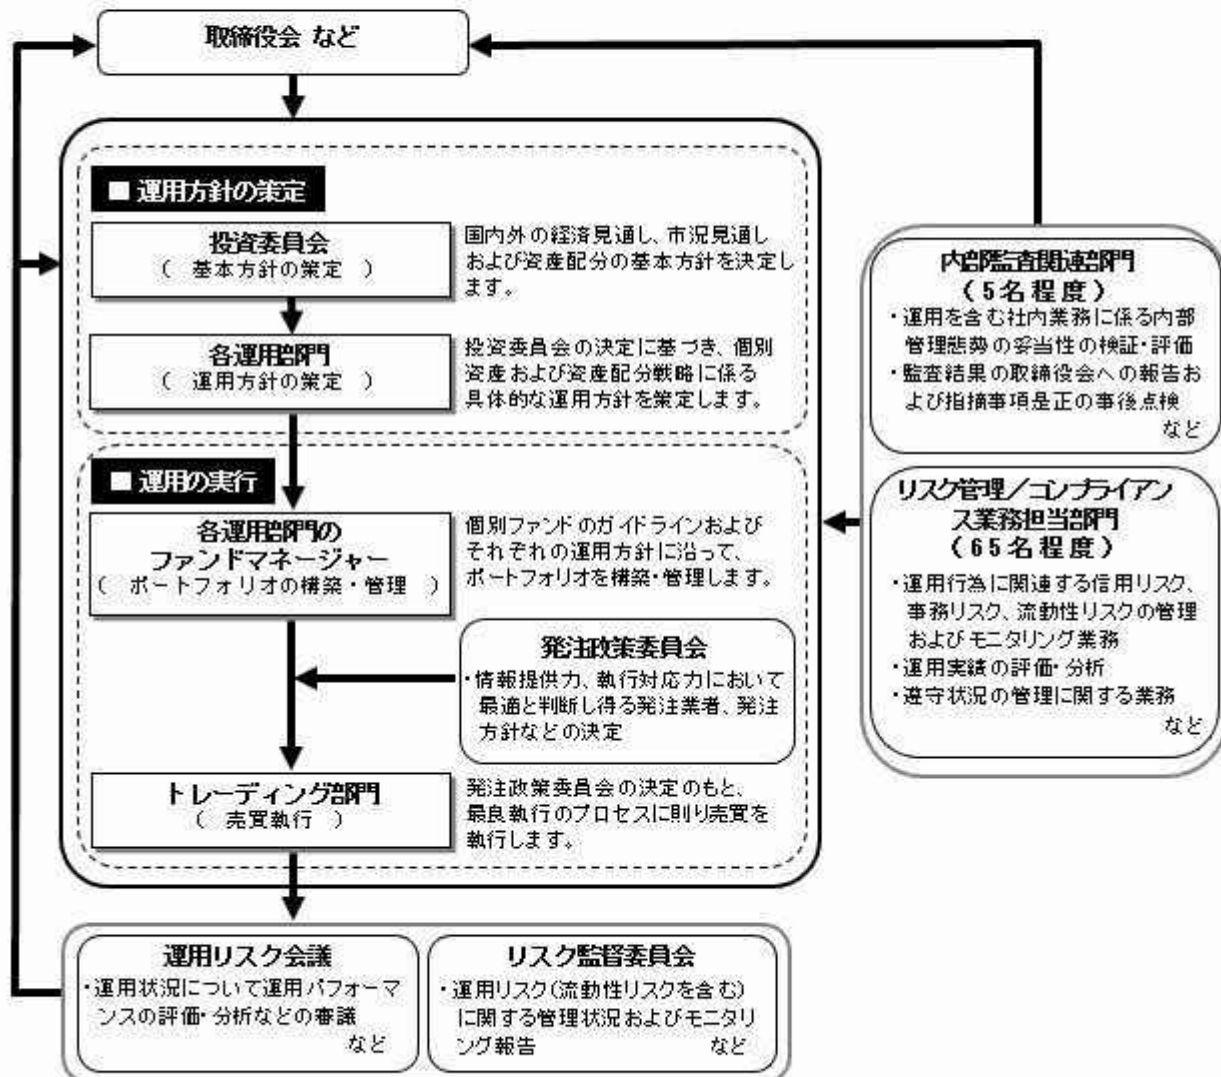 取締役会 など
■ 運用方針の策定
投資委員会
( 基本方針の策定 )
国内外の経済見通し、市況見通し
および資産配分の基本方針を決定し
ます。
各運用部門
( 運用方針の策定 )
投資委員会の決定に基づき、個別
資産および資産配分戦略に係る
具体的な運用方針を策定します。
■ 運用の実行
各運用部門の
ファンドマネージャー
( ポートフォリオの構築・管理 )
個別ファンドのガイドラインおよび
それぞれの運用方針に沿って、
ポートフォリオを構築・管理します。
発注政策委員会
・情報提供力、執行対応力において
最適と判断し得る発注業者、発注
方針などの決定
トレーディング部門
( 売買執行 )
発注政策委員会の決定のもと、
最良執行のプロセスに則り売買を
執行します。
運用リスク会議
・運用状況について運用パフォーマ
ンスの評価・分析などの審議
など
リスク監督委員会
・運用リスク(流動性リスクを含む)
に関する管理状況およびモニタリ
ング報告 など
内部監査関連部門
(5名程度)
・運用を含む社内業務に係る内部
管理態勢の妥当性の検証・評価
・監査結果の取締役会への報告お
よび指摘事項是正の事後点検
など
リスク管理／コンプライアン
ス業務担当部門
(65名程度)
・運用行為に関連する信用リスク、
事務リスク、流動性リスクの管理
およびモニタリング業務
・運用実績の評価・分析
・遵守状況の管理に関する業務
など